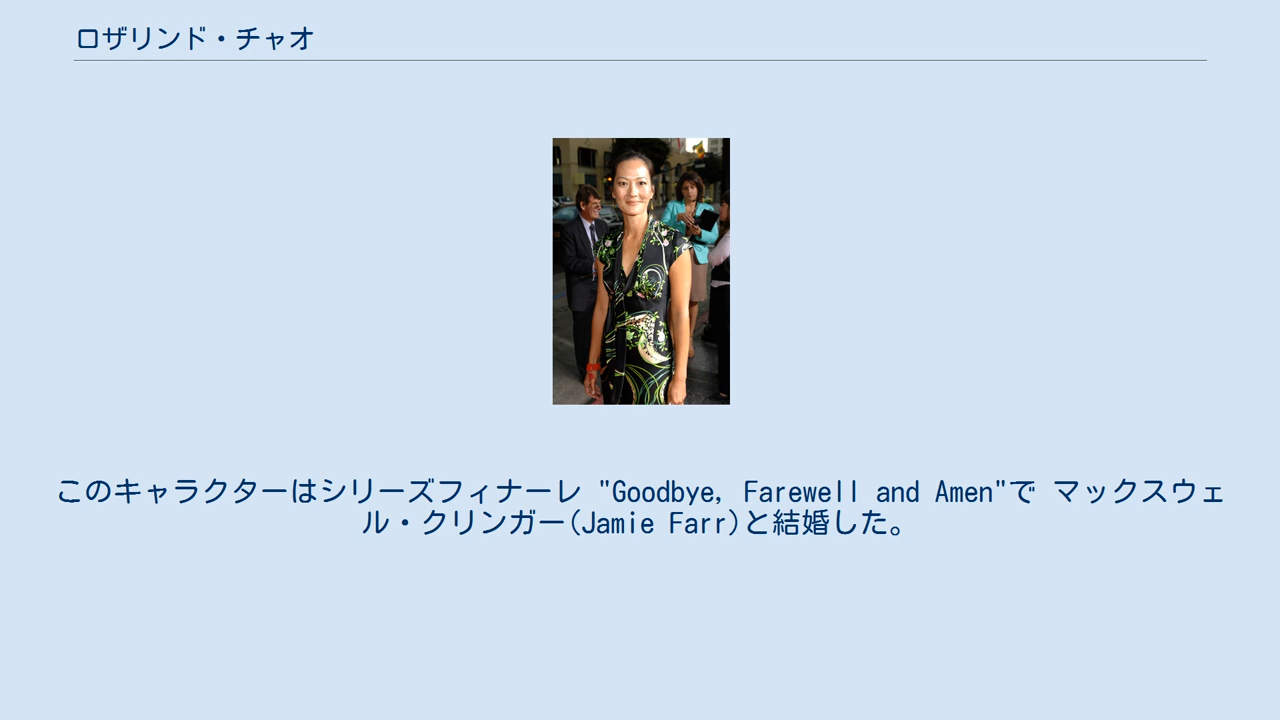 ロザリンド・チャオ
このキャラクターはシリーズフィナーレ "Goodbye, Farewell and Amen"で マックスウェ
ル・クリンガー(Jamie Farr)と結婚した。